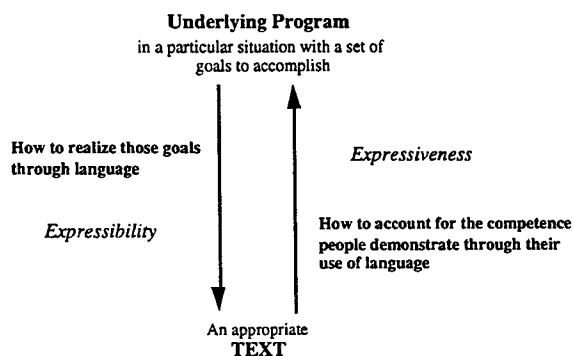 Underlying Program
in a particular situation with a set of
goals to accomplish
How to realize those goals
through language
Expressiveness
Expressibility
How to account for the competence
people demonstrate through their
use of language
An appropriate
TEXT